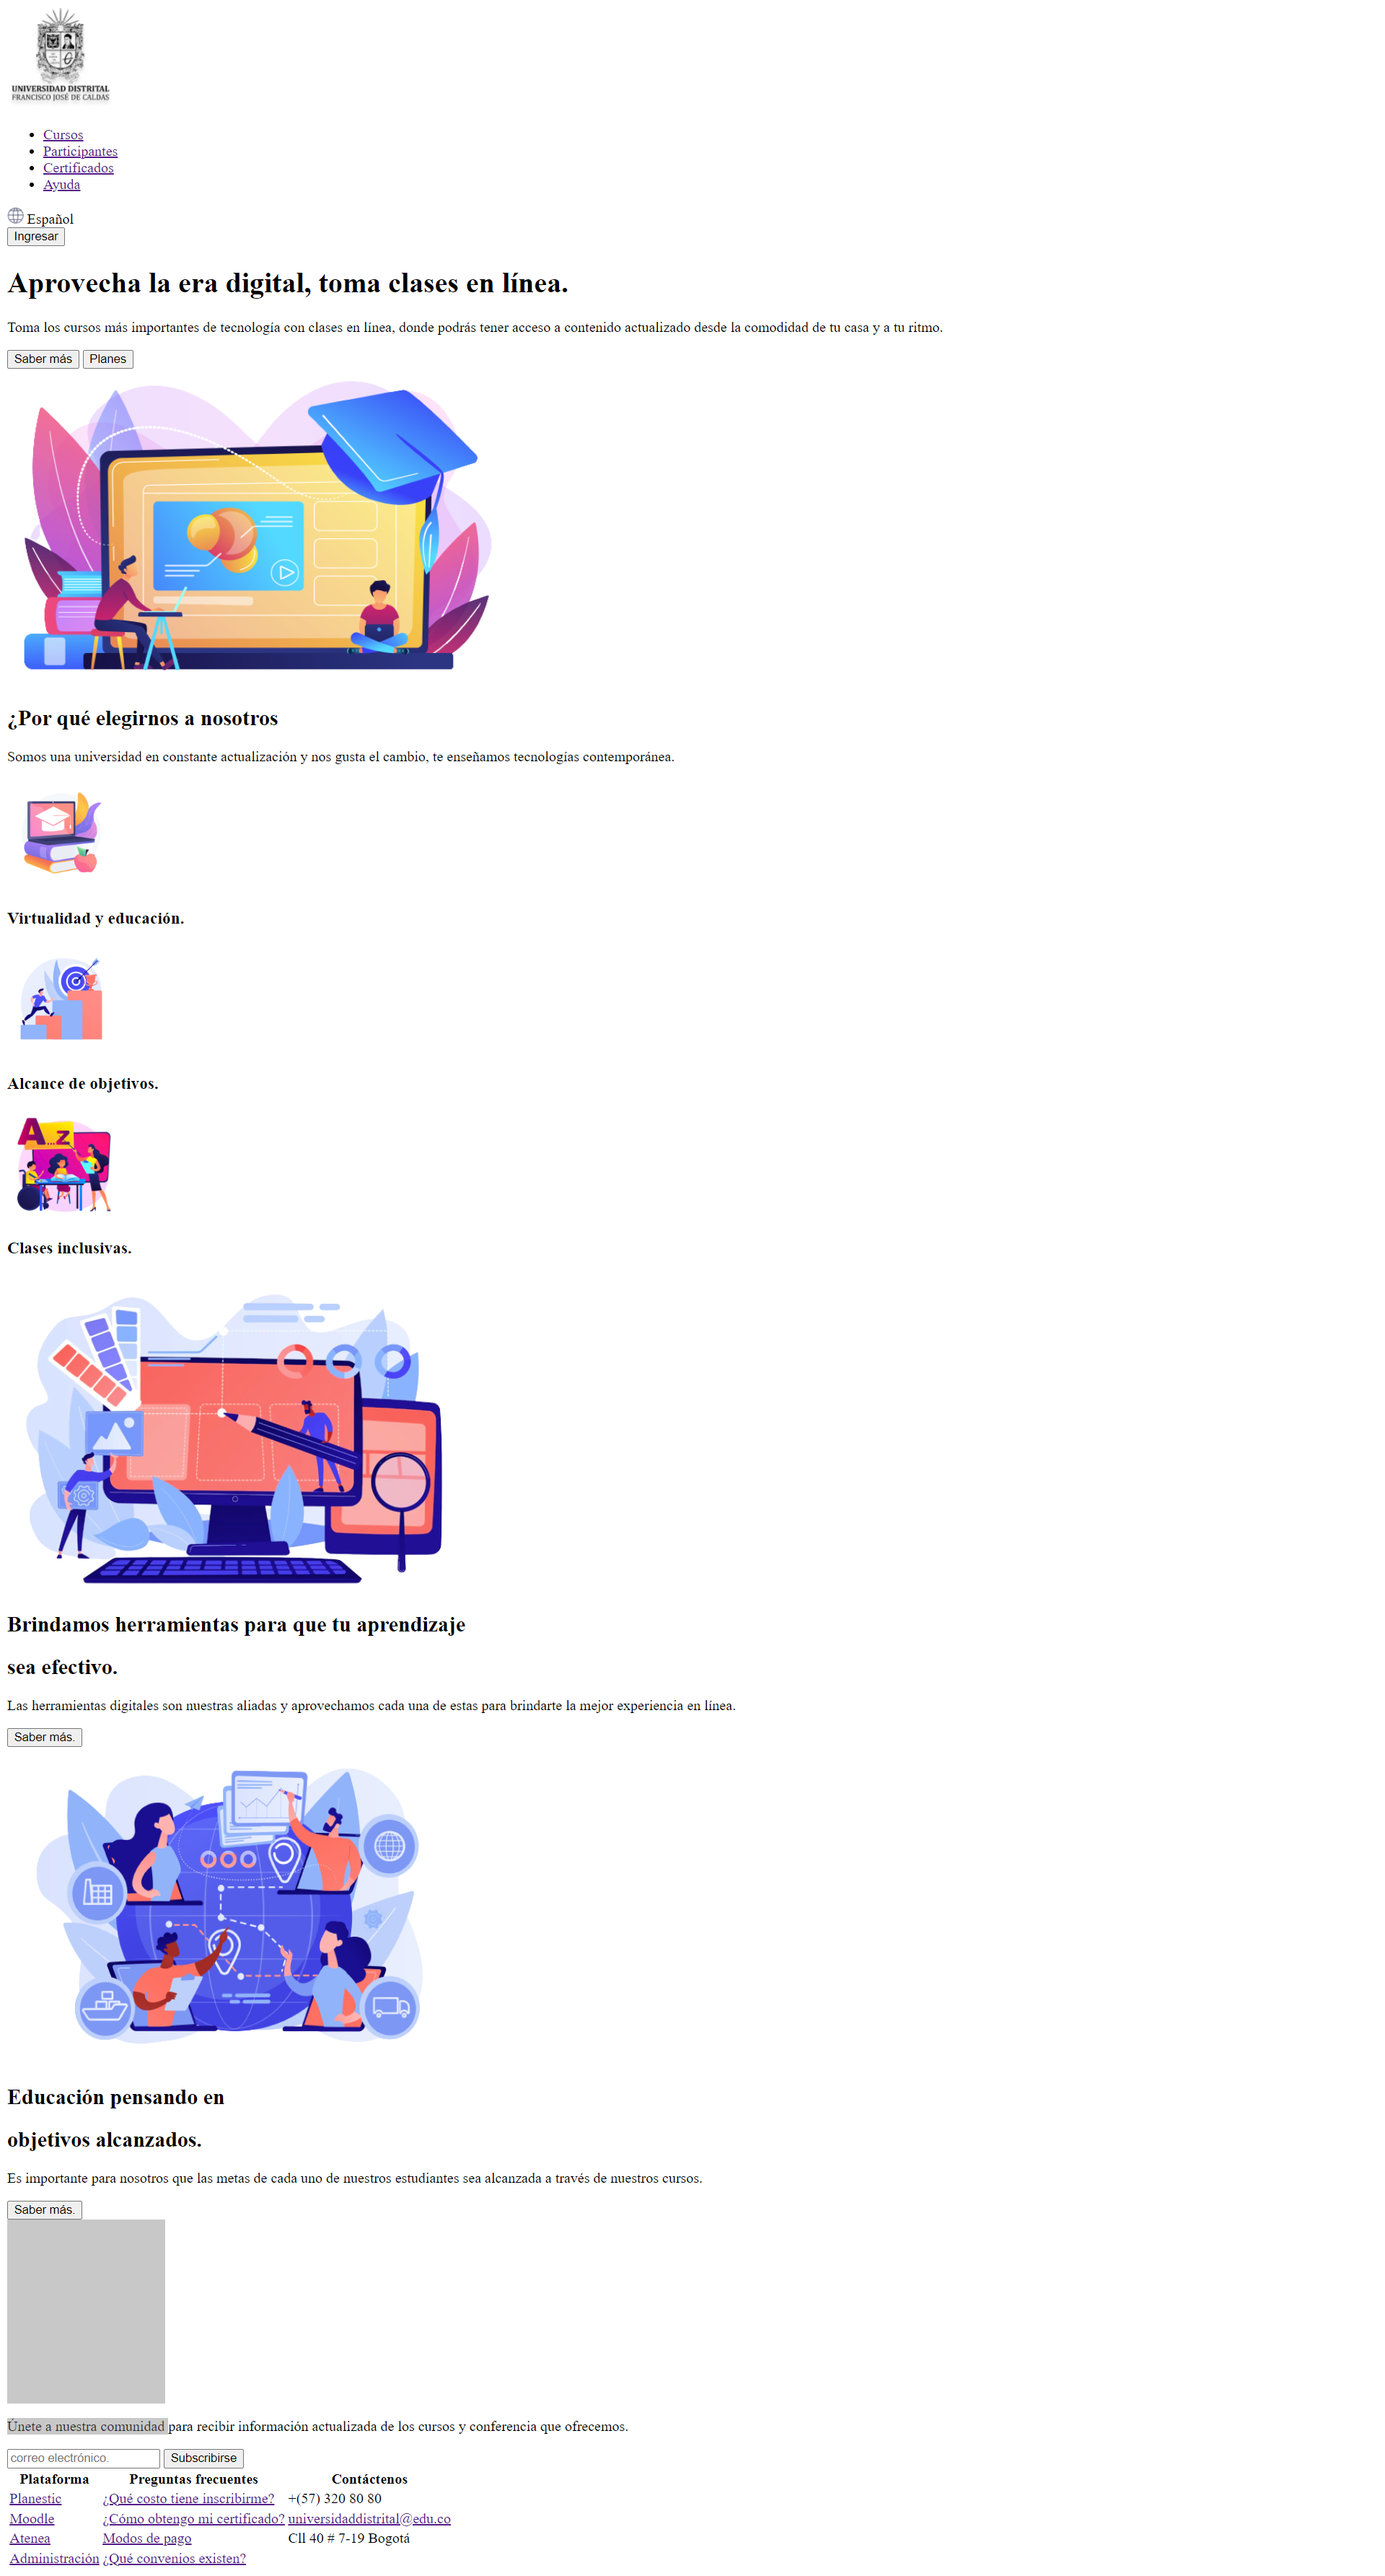 UNIVERSIDAD DISTRITAL
FRANCISCO JOSÉ DE CALDAS
Cursos
Participantes
Certificados
Ayuda
Español
Ingresar
Aprovecha la era digital, toma clases en línea.
Toma los cursos más importantes de tecnología con clases en línea, donde podrás tener acceso a contenido actualizado desde la comodidad de tu casa y a tu ritmo.
Saber más Planes
¿Por qué elegirnos a nosotros
Somos una universidad en constante actualización y nos gusta el cambio, te enseñamos tecnologías contemporánea.
Virtualidad y educación.
Alcance de objetivos.
A...Z
Clases inclusivas.
Brindamos herramientas para que tu aprendizaje
sea efectivo.
Las herramientas digitales son nuestras aliadas y aprovechamos cada una de estas para brindarte la mejor experiencia en línea.
Saber más.
Educación pensando en
objetivos alcanzados.
Es importante para nosotros que las metas de cada uno de nuestros estudiantes sea alcanzada a través de nuestros cursos.
Saber más.
Únete a nuestra comunidad para recibir información actualizada de los cursos y conferencia que ofrecemos.
correo electrónico. Subscribirse
Plataforma Preguntas frecuentes Contáctenos
Planestic ¿Qué costo tiene inscribirme? +(57) 320 80 80
Moodle ¿Cómo obtengo mi certificado? universidaddistrital@edu.co
Atenea Modos de pago Cll 40 # 7-19 Bogotá
Administración ¿Qué convenios existen?